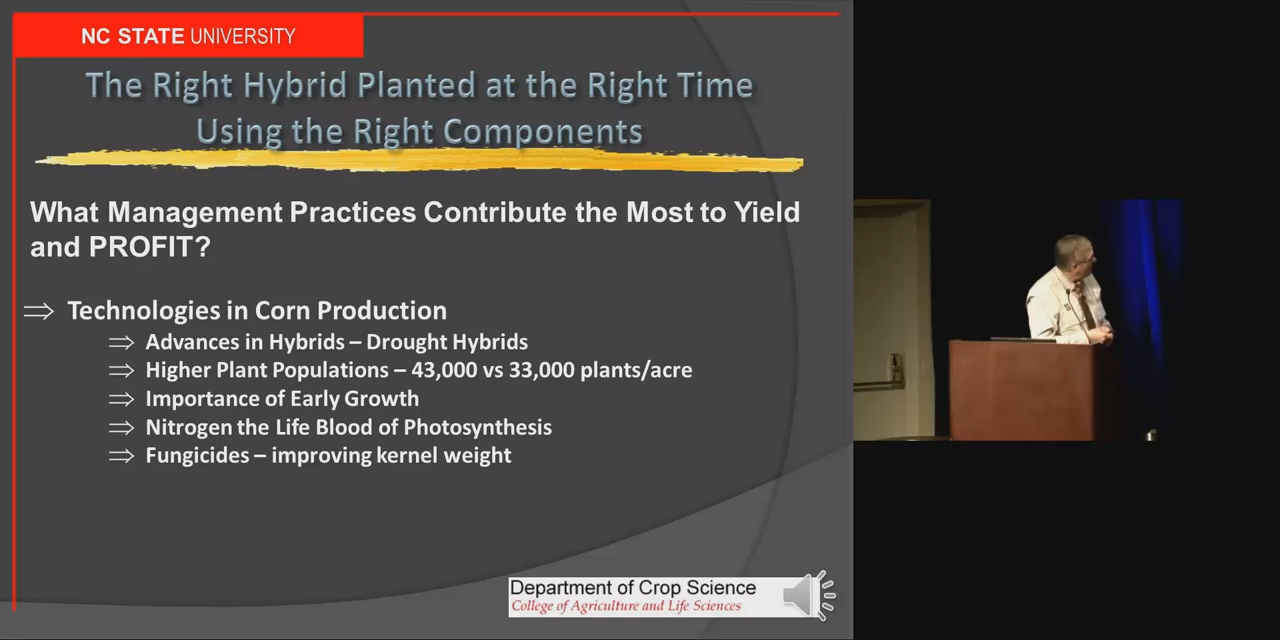 NC STATE UNIVERSITY
The Right Hybrid Planted at the Right Time
Using the Right Components
What Management Practices Contribute the Most to Yield
and PROFIT?
⇒ Technologies in Corn Production
⇒ Advances in Hybrids – Drought Hybrids
⇒ Higher Plant Populations – 43,000 vs 33,000 plants/acre
⇒ Importance of Early Growth
⇒ Nitrogen the Life Blood of Photosynthesis
⇒ Fungicides – improving kernel weight
Department of Crop Science
College of Agriculture and Life Sciences